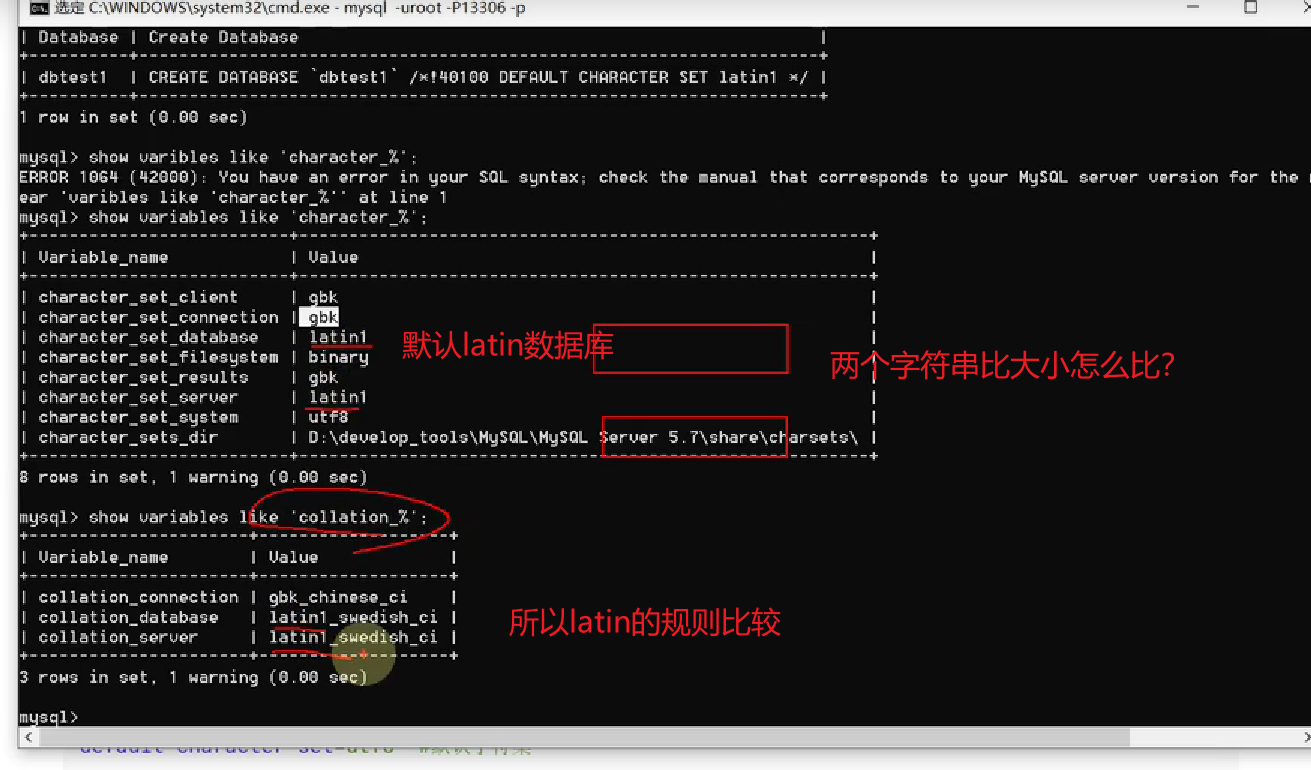 选定 C:\WINDOWS\system32\cmd.exe - mysql -uroot -P13306 -p
| Database | Create Database |
| dbtest1 | CREATE DATABASE `dbtest1` /*!40100 DEFAULT CHARACTER SET latin1 */ |
1 row in set (0.00 sec)
mysql> show varibles like 'character_%';
ERROR 1064 (42000): You have an error in your SQL syntax; check the manual that corresponds to your MySQL server version for the
ear 'varibles like 'character_%'' at line 1
mysql> show variables like 'character_%';
| Variable_name | Value |
| character_set_client | gbk |
| character_set_connection | gbk |
| character_set_database | latin1 |
默认latin数据库
| character_set_filesystem | binary |
两个字符串比大小怎么比?
| character_set_results | gbk |
| character_set_server | latin1 |
| character_set_system | utf8 |
| character_sets_dir | D:\develop_tools\MySQL\MySQL Server 5.7\share\charsets\ |
8 rows in set, 1 warning (0.00 sec)
mysql> show variables like 'collation_%';
| Variable_name | Value |
| collation_connection | gbk_chinese_ci |
| collation_database | latin1_swedish_ci |
所以latin的规则比较
| collation_server | latin1_swedish_ci |
3 rows in set, 1 warning (0.00 sec)
mysql>